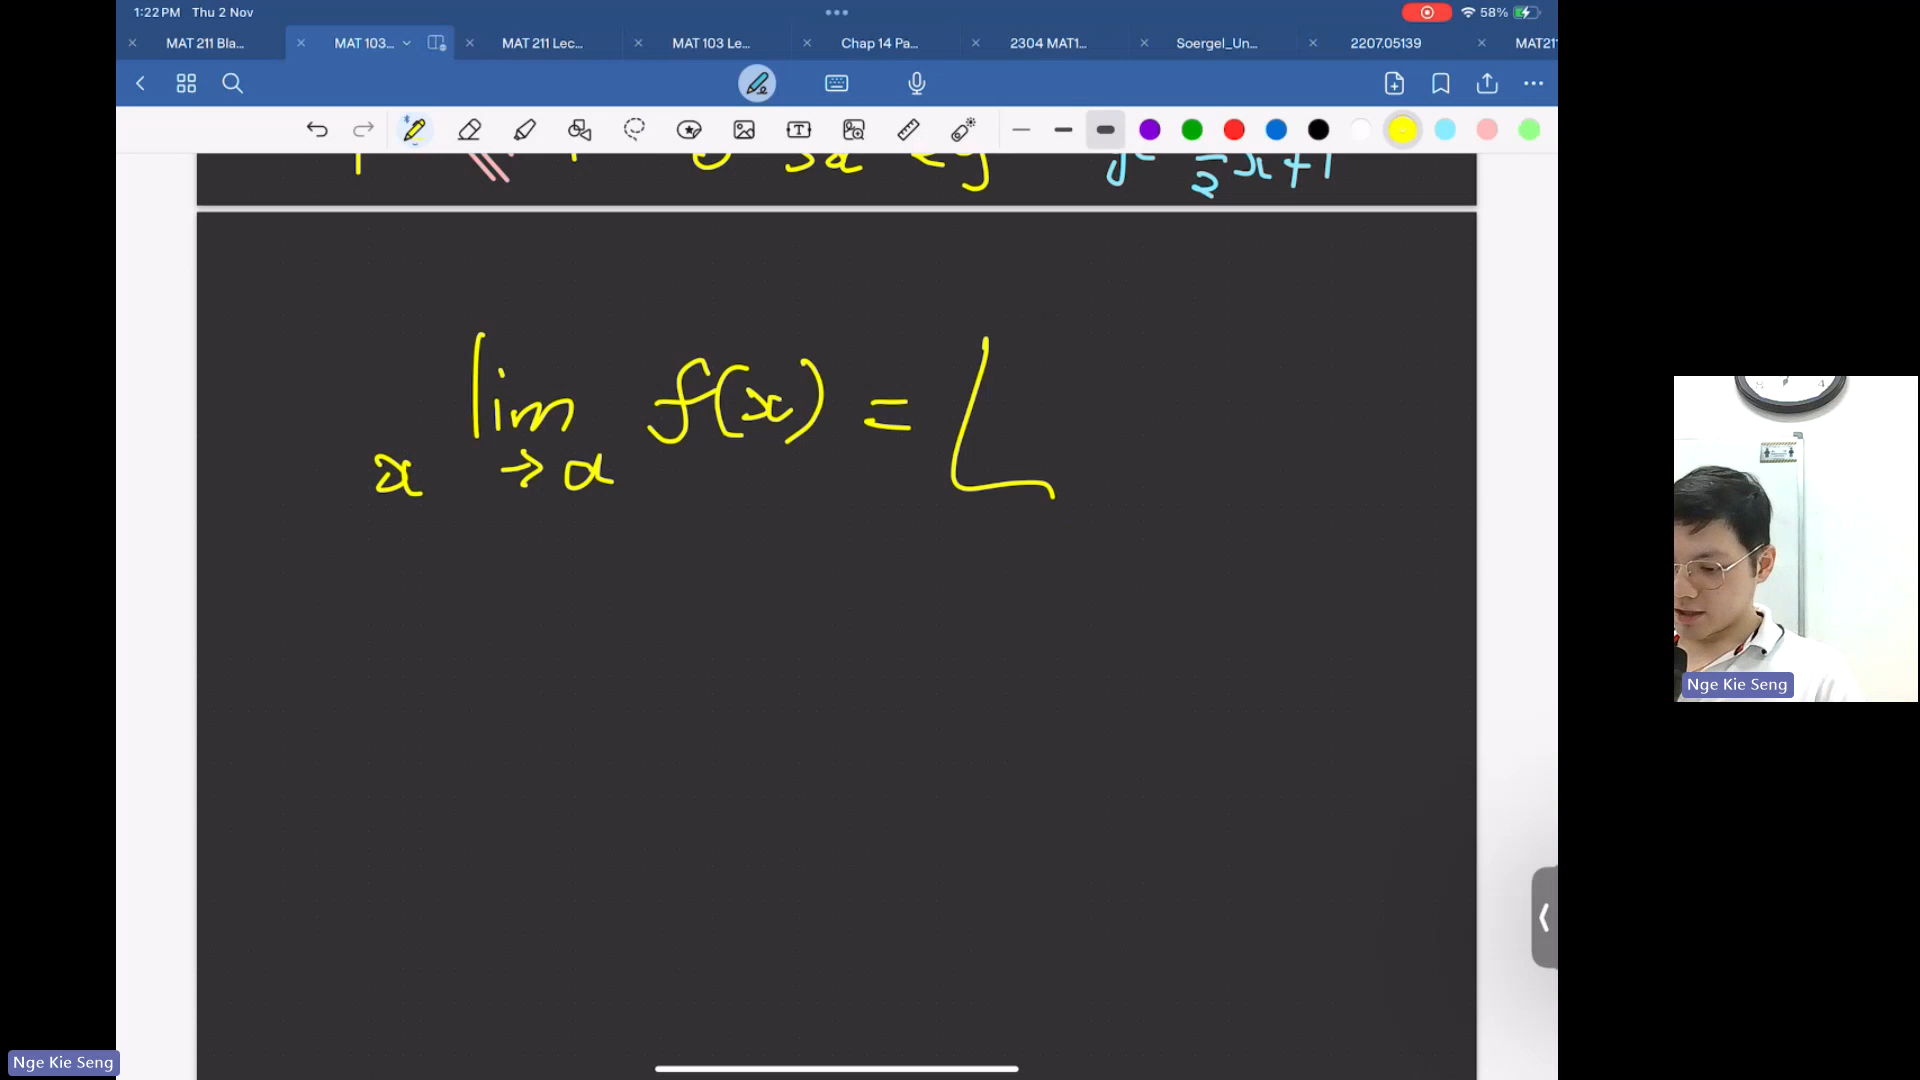 1:22 PM Thu 2 Nov
58%
MAT 211 Bla...
MAT 103...
MAT 211 Lec...
MAT 103 Le...
Chap 14 Pa...
2304 MAT1...
Soergel_Un...
2207.05139
MAT21
lim f(x) = L
x → a
Nge Kie Seng
Nge Kie Seng